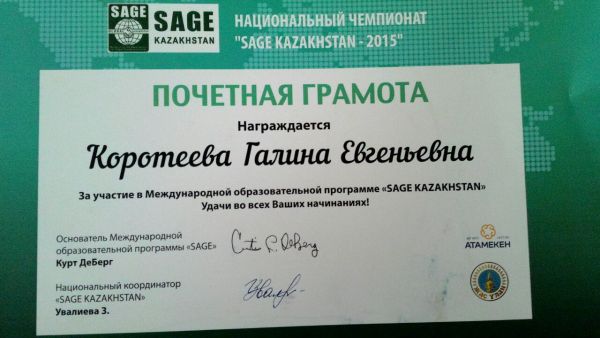 SAGE
SAGE
KAZAKHSTAN
НАЦИОНАЛЬНЫЙ ЧЕМПИОНАТ
"SAGE KAZAKHSTAN - 2015"
ПОЧЕТНАЯ ГРАМОТА
Награждается
Коротеева Галина Евгеньевна
За участие в Международной образовательной программе «SAGE KAZAKHSTAN»
Удачи во всех Ваших начинаниях!
Основатель Международной
образовательной программы «SAGE»
Курт ДеБерг
АТАМЕКЕН
Национальный координатор
«SAGE KAZAKHSTAN»
Увалиева З.
ЖАС ҰЛАН